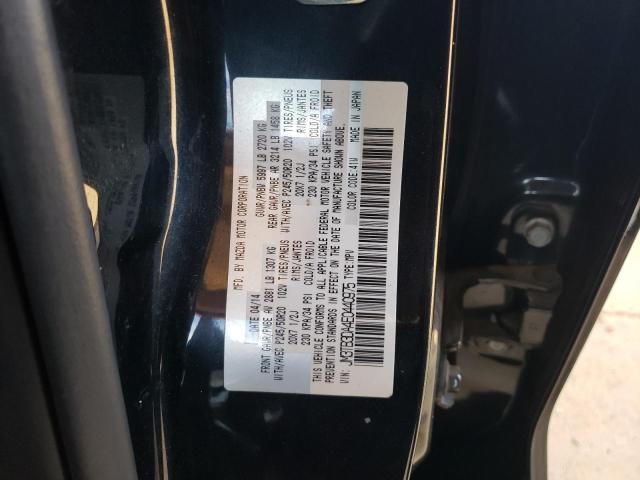 MFD. BY MAZDA MOTOR CORPORATION
DATE 04/14 GVWR/PNBV 5997 LB 2720 KG
FRONT GAWR/PNBE AV 2881 LB 1307 KG REAR GAWR/PNBE AR 3214 LB 1458 KG
WITH/AVEC P245/50R20 102V TIRES/PNEUS WITH/AVEC P245/50R20 102V TIRES/PNEUS
20X7 1/2J RIMS/JANTES 20X7 1/2J RIMS/JANTES
230 KPA/34 PSI COLD/A FROID 230 KPA/34 PSI COLD/A FROID
THIS VEHICLE CONFORMS TO ALL APPLICABLE FEDERAL MOTOR VEHICLE SAFETY AND THEFT
PREVENTION STANDARDS IN EFFECT ON THE DATE OF MANUFACTURE SHOWN ABOVE.
VIN: JM3TB3DA4E0440975 TYPE:MPV COLOR CODE:41V MADE IN JAPAN